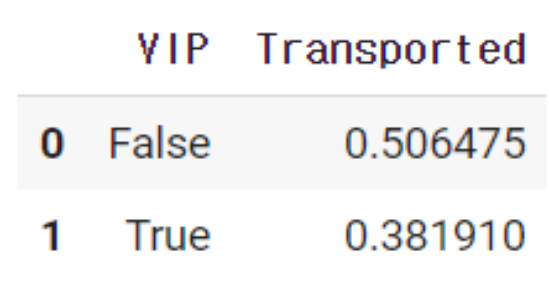 VIP Transported
0 False 0.506475
1 True 0.381910